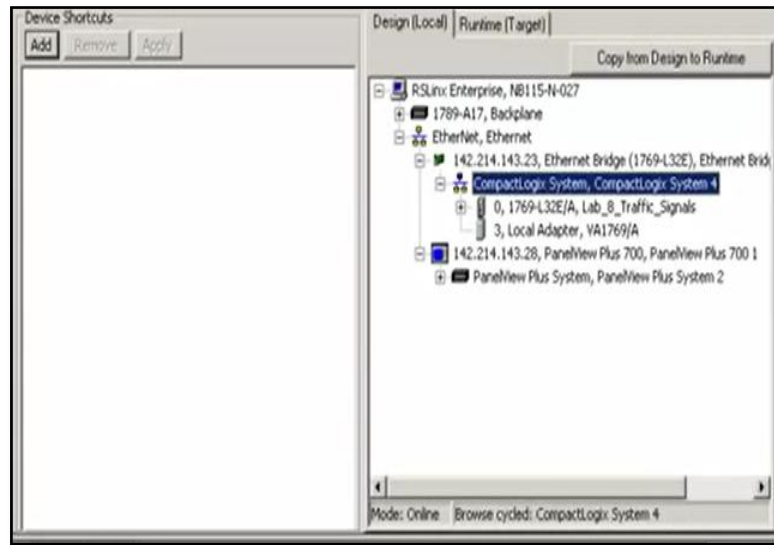 Device Shortcuts
Add Remove Apply
Design (Local) Runtime (Target)
Copy from Design to Runtime
RSLinx Enterprise, NB115-N-027
1789-A17, Backplane
EtherNet, Ethernet
142.214.143.23, Ethernet Bridge (1769-L32E), Ethernet Brid
CompactLogix System, CompactLogix System 4
0, 1769-L32E/A, Lab_8_Traffic_Signals
3, Local Adapter, VA1769/A
142.214.143.28, PanelView Plus 700, PanelView Plus 700 1
PanelView Plus System, PanelView Plus System 2
Mode: Online Browse cycled: CompactLogix System 4